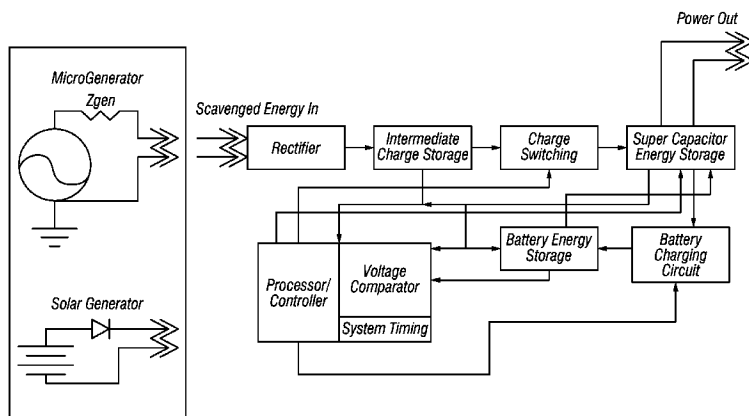 Power Out
MicroGenerator
Zgen
Scavenged Energy In
Rectifier
Intermediate
Charge Storage
Charge
Switching
Super Capacitor
Energy Storage
Processor/
Controller
Voltage
Comparator
System Timing
Battery Energy
Storage
Battery
Charging
Circuit
Solar Generator